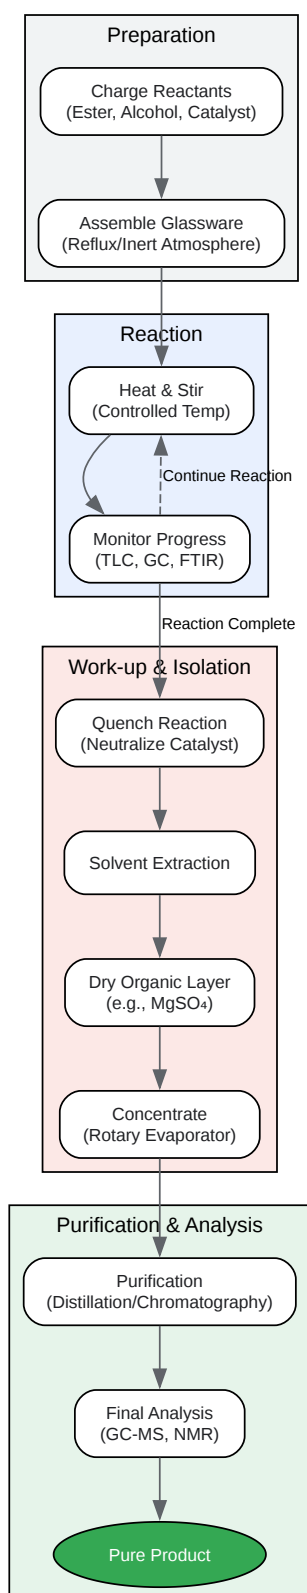 Preparation
Charge Reactants
(Ester, Alcohol, Catalyst)
Assemble Glassware
(Reflux/Inert Atmosphere)
Reaction
Heat & Stir
(Controlled Temp)
Continue Reaction
Monitor Progress
(TLC, GC, FTIR)
Reaction Complete
Work-up & Isolation
Quench Reaction
(Neutralize Catalyst)
Solvent Extraction
Dry Organic Layer
(e.g., MgSO₄)
Concentrate
(Rotary Evaporator)
Purification & Analysis
Purification
(Distillation/Chromatography)
Final Analysis
(GC-MS, NMR)
Pure Product